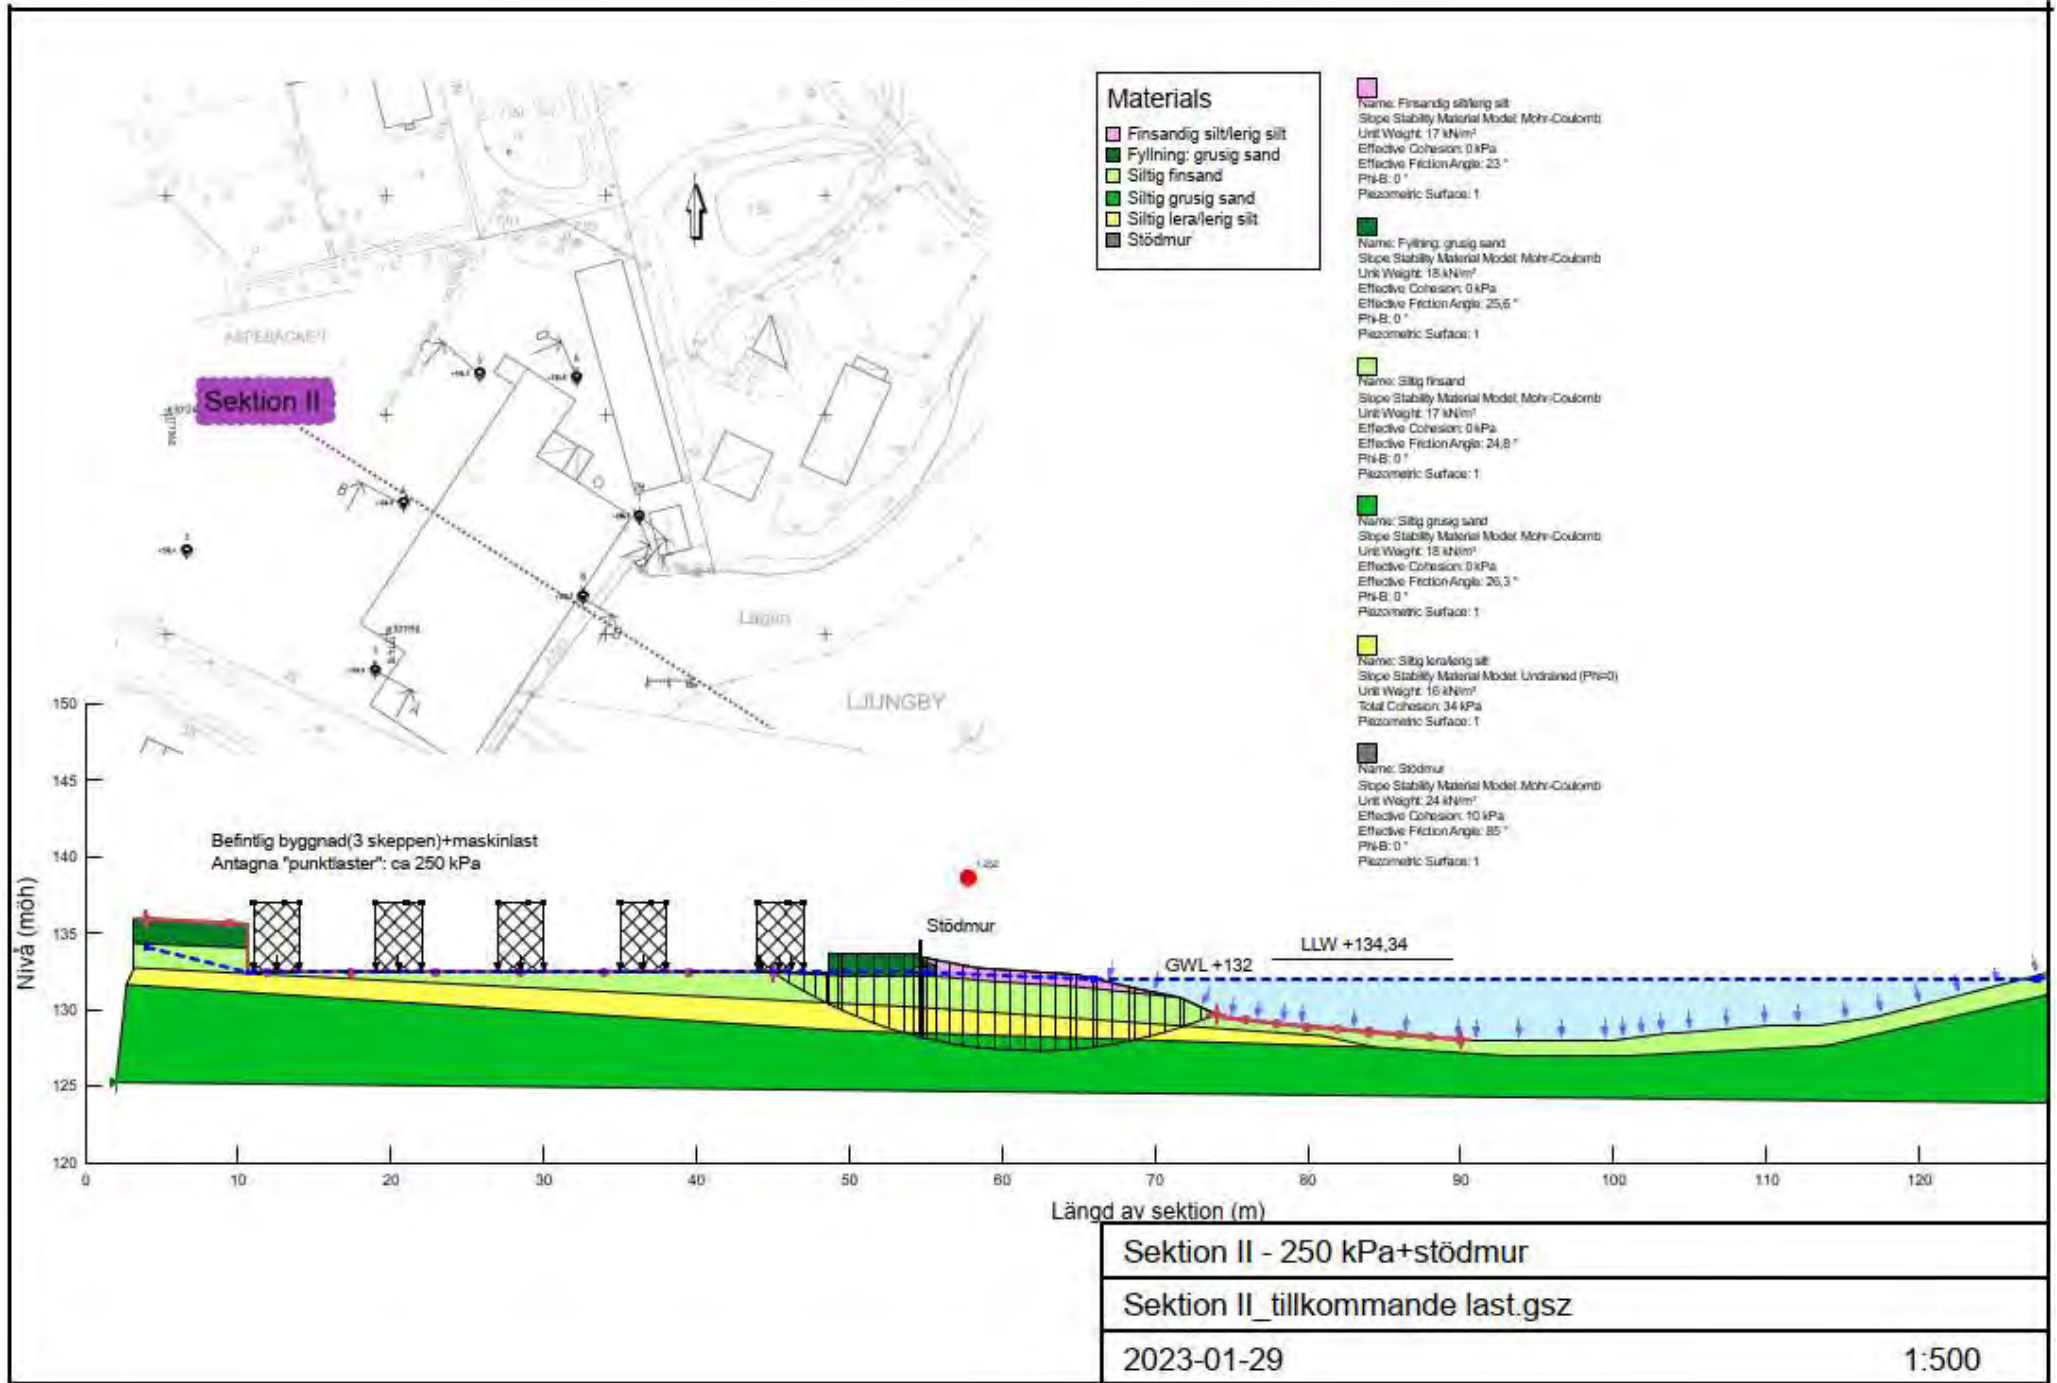 Materials
Finsandig silt/lerig silt
Fyllning: grusig sand
Siltig finsand
Siltig grusig sand
Siltig lera/lerig silt
Stödmur
Name: Finsandig silt/lerig silt
Slope Stability Material Model: Mohr-Coulomb
Unit Weight: 17 kN/m³
Effective Cohesion: 0 kPa
Effective Friction Angle: 23 °
Phi-B: 0 °
Piezometric Surface: 1
Name: Fyllning: grusig sand
Slope Stability Material Model: Mohr-Coulomb
Unit Weight: 18 kN/m³
Effective Cohesion: 0 kPa
Effective Friction Angle: 25,6 °
Phi-B: 0 °
Piezometric Surface: 1
Name: Siltig finsand
Slope Stability Material Model: Mohr-Coulomb
Unit Weight: 17 kN/m³
Effective Cohesion: 0 kPa
Effective Friction Angle: 24,8 °
Phi-B: 0 °
Piezometric Surface: 1
Name: Siltig grusig sand
Slope Stability Material Model: Mohr-Coulomb
Unit Weight: 18 kN/m³
Effective Cohesion: 0 kPa
Effective Friction Angle: 26,3 °
Phi-B: 0 °
Piezometric Surface: 1
Name: Siltig lera/lerig silt
Slope Stability Material Model: Undrained (Phi=0)
Unit Weight: 16 kN/m³
Total Cohesion: 34 kPa
Piezometric Surface: 1
Name: Stödmur
Slope Stability Material Model: Mohr-Coulomb
Unit Weight: 24 kN/m³
Effective Cohesion: 10 kPa
Effective Friction Angle: 85 °
Phi-B: 0 °
Piezometric Surface: 1
ASPEBACKEN
Sektion II
B
D
A
Lagan
LJUNGBY
150
145
140
135
130
125
120
Nivå (möh)
Befintlig byggnad(3 skeppen)+maskinlast
Antagna "punktlaster": ca 250 kPa
Stödmur
LLW +134,34
GWL +132
0 10 20 30 40 50 60 70 80 90 100 110 120
Längd av sektion (m)
Sektion II - 250 kPa+stödmur
Sektion II_tillkommande last.gsz
2023-01-29 1:500